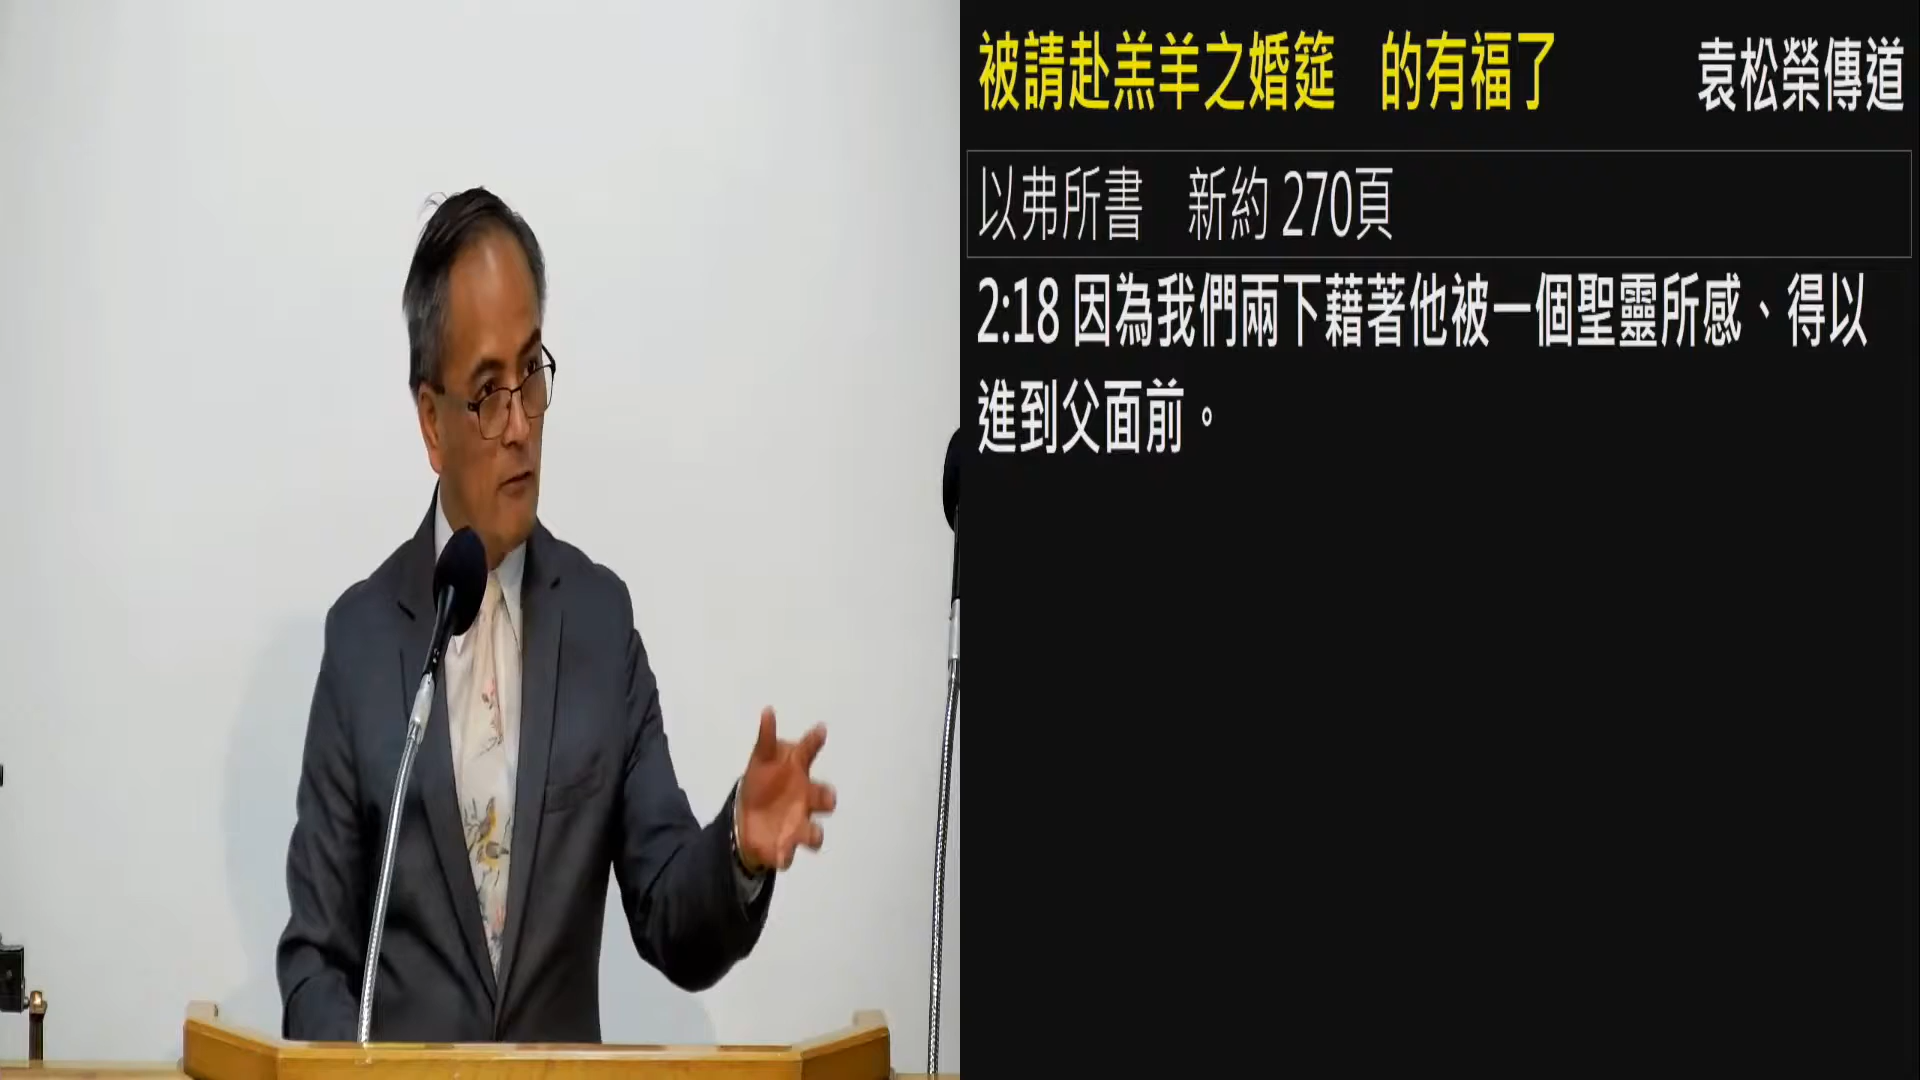 被請赴羔羊之婚筵　的有福了　袁松榮傳道
以弗所書　新約 270頁
2:18 因為我們兩下藉著他被一個聖靈所感、得以
進到父面前。